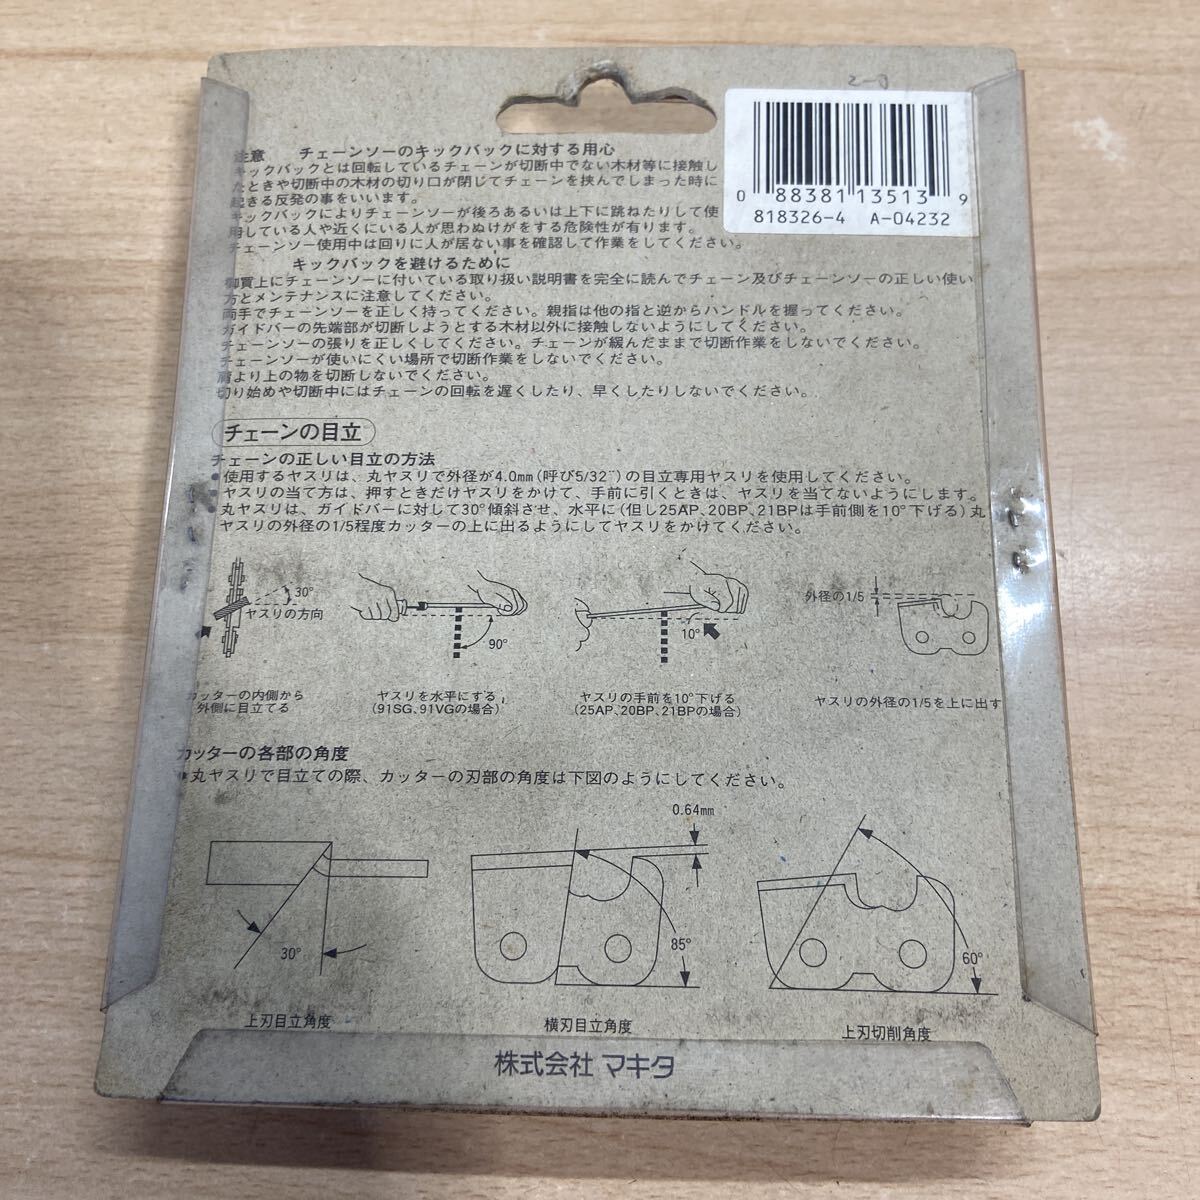 注意 チェーンソーのキックバックに対する用心
キックバックとは回転しているチェーンが切断中でない木材等に接触し
たときや切断中の木材の切り口が閉じてチェーンを挟んでしまった時に
起きる反発の事をいいます。
キックバックによりチェーンソーが後ろあるいは上下に跳ねたりして使
用している人や近くにいる人が思わぬけがをする危険性が有ります。
チェーンソー使用中は回りに人が居ない事を確認して作業をしてください。
キックバックを避けるために
御買上にチェーンソーに付いている取り扱い説明書を完全に読んでチェーン及びチェーンソーの正しい使い
方とメンテナンスに注意してください。
両手でチェーンソーを正しく持ってください。親指は他の指と逆からハンドルを握ってください。
ガイドバーの先端部が切断しようとする木材以外に接触しないようにしてください。
チェーンソーの張りを正しくしてください。チェーンが緩んだままで切断作業をしないでください。
チェーンソーが使いにくい場所で切断作業をしないでください。
肩より上の物を切断しないでください。
切り始めや切断中にはチェーンの回転を遅くしたり、早くしたりしないでください。
0 88381 13513 9
818326-4 A-04232
チェーンの目立
チェーンの正しい目立の方法
●使用するヤスリは、丸ヤスリで外径が4.0mm(呼び5/32")の目立専用ヤスリを使用してください。
●ヤスリの当て方は、押すときだけヤスリをかけて、手前に引くときは、ヤスリを当てないようにします。
丸ヤスリは、ガイドバーに対して30°傾斜させ、水平に(但し25AP、20BP、21BPは手前側を10°下げる)丸
ヤスリの外径の1/5程度カッターの上に出るようにしてヤスリをかけてください。
30°
ヤスリの方向
カッターの内側から
外側に目立てる
90°
ヤスリを水平にする
(91SG、91VGの場合)
10°
ヤスリの手前を10°下げる
(25AP、20BP、21BPの場合)
外径の1/5
ヤスリの外径の1/5を上に出す
カッターの各部の角度
●丸ヤスリで目立ての際、カッターの刃部の角度は下図のようにしてください。
30°
上刃目立角度
0.64mm
85°
横刃目立角度
60°
上刃切削角度
株式会社 マキタ